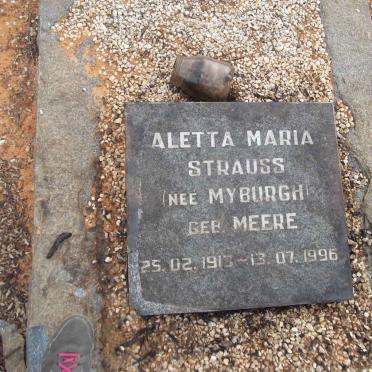 ALETTA MARIA
STRAUSS
(NEE MYBURGH)
GEB MEERE
25. 02. 1913 - 13. 07. 1996